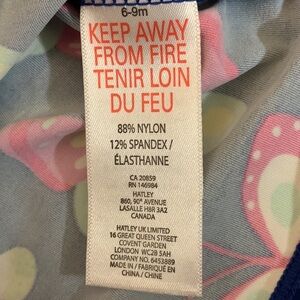 6-9m
KEEP AWAY
FROM FIRE
TENIR LOIN
DU FEU
88% NYLON
12% SPANDEX /
ÉLASTHANNE
CA 20859
RN 146984
HATLEY
860, 90e AVENUE
LASALLE H8R 3A2
CANADA
HATLEY UK LIMITED
16 GREAT QUEEN STREET
COVENT GARDEN
LONDON WC2B 5AH
COMPANY NO. 6453889
MADE IN / FABRIQUÉ EN
CHINA / CHINE